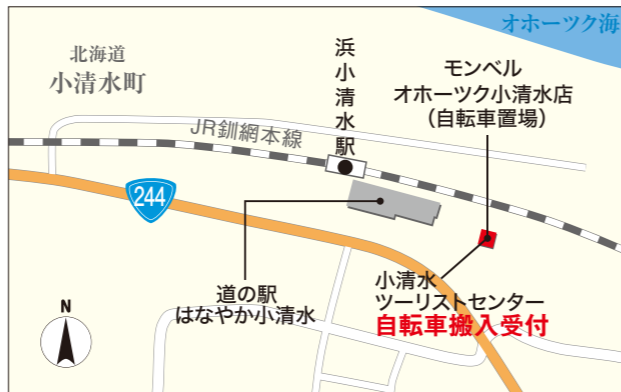 オホーツク海
北海道
小清水町
浜小清水駅
モンベル
オホーツク小清水店
（自転車置場）
JR釧網本線
244
道の駅
はなやか小清水
小清水
ツーリストセンター
自転車搬入受付
N